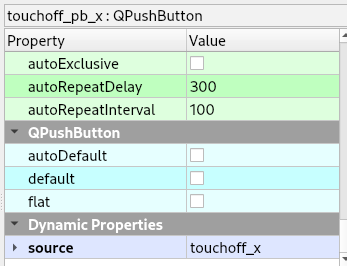 touchoff_pb_x : QPushButton
Property Value
autoExclusive
autoRepeatDelay 300
autoRepeatInterval 100
QPushButton
autoDefault
default
flat
Dynamic Properties
source touchoff_x